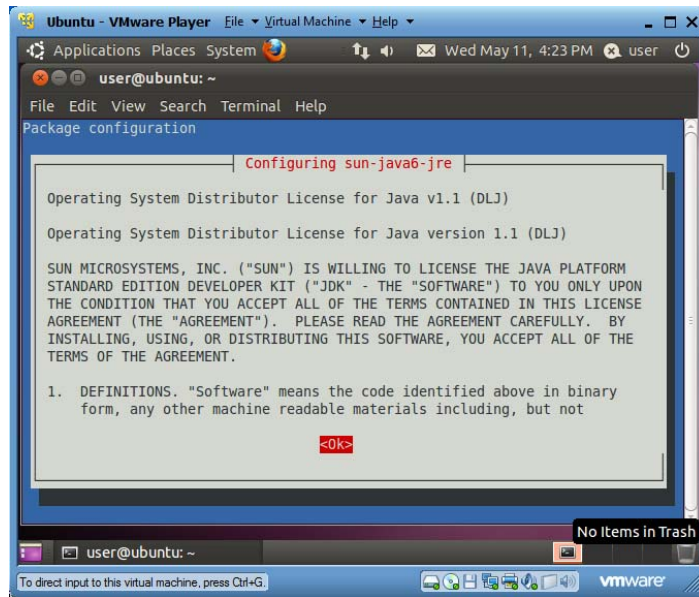 Ubuntu - VMware Player File Virtual Machine Help
Applications Places System Wed May 11, 4:23 PM user
user@ubuntu: ~
File Edit View Search Terminal Help
Package configuration
Configuring sun-java6-jre
Operating System Distributor License for Java v1.1 (DLJ)
Operating System Distributor License for Java version 1.1 (DLJ)
SUN MICROSYSTEMS, INC. ("SUN") IS WILLING TO LICENSE THE JAVA PLATFORM
STANDARD EDITION DEVELOPER KIT ("JDK" - THE "SOFTWARE") TO YOU ONLY UPON
THE CONDITION THAT YOU ACCEPT ALL OF THE TERMS CONTAINED IN THIS LICENSE
AGREEMENT (THE "AGREEMENT").  PLEASE READ THE AGREEMENT CAREFULLY.  BY
INSTALLING, USING, OR DISTRIBUTING THIS SOFTWARE, YOU ACCEPT ALL OF THE
TERMS OF THE AGREEMENT.
1.  DEFINITIONS. "Software" means the code identified above in binary
form, any other machine readable materials including, but not
<Ok>
No Items in Trash
user@ubuntu: ~
To direct input to this virtual machine, press Ctrl+G.
vmware